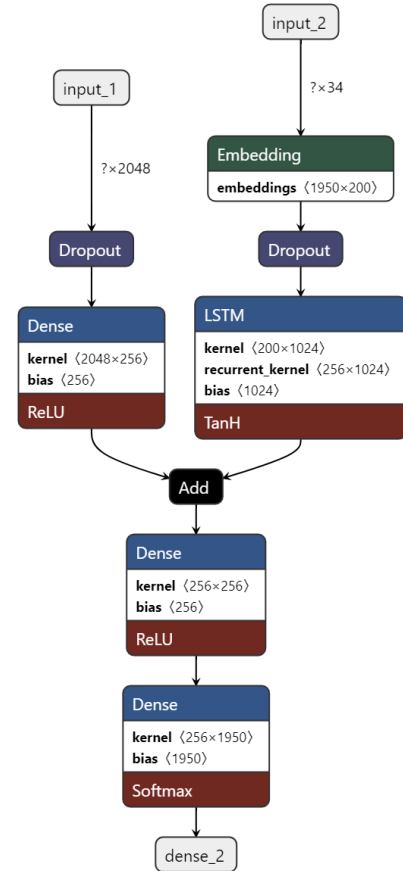 input_2
input_1
?×34
?×2048
Embedding
embeddings ⟨1950×200⟩
Dropout
Dropout
Dense
kernel ⟨2048×256⟩
bias ⟨256⟩
ReLU
LSTM
kernel ⟨200×1024⟩
recurrent_kernel ⟨256×1024⟩
bias ⟨1024⟩
TanH
Add
Dense
kernel ⟨256×256⟩
bias ⟨256⟩
ReLU
Dense
kernel ⟨256×1950⟩
bias ⟨1950⟩
Softmax
dense_2